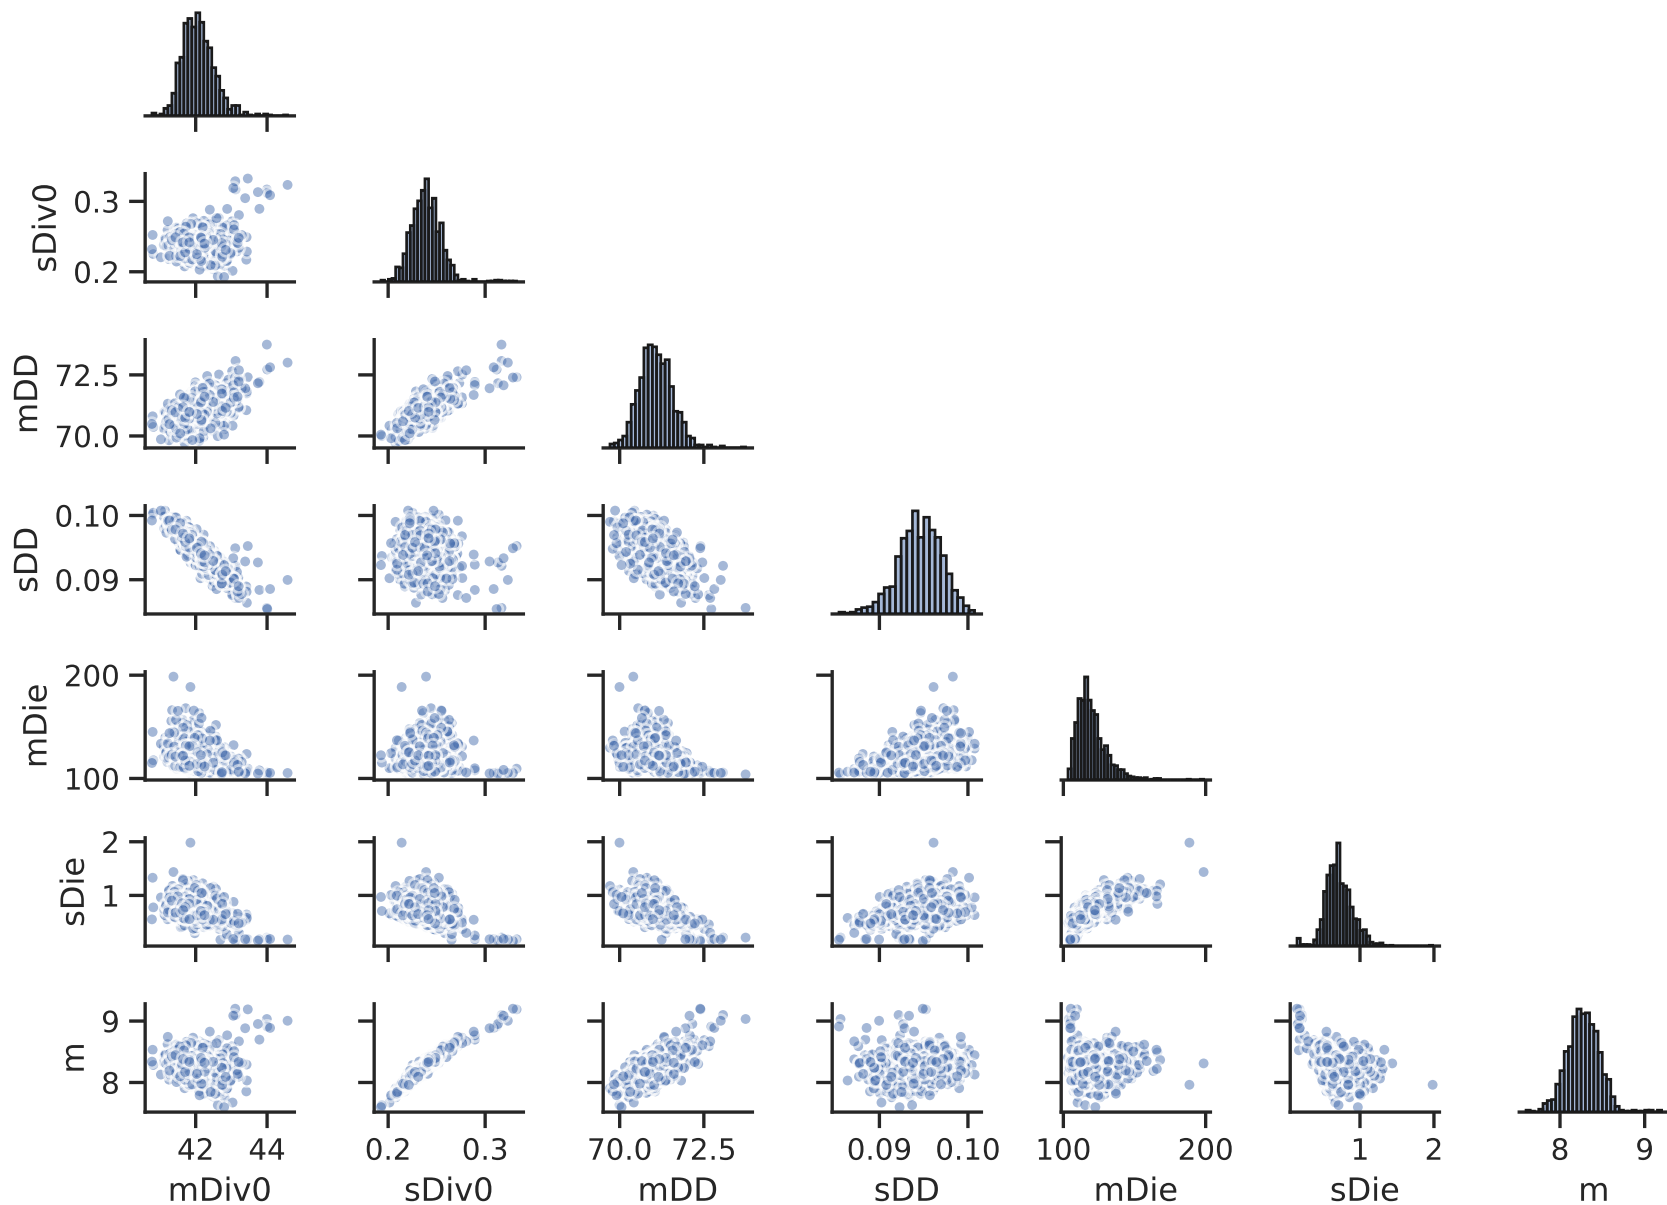 42 44
sDiv0
0.3
0.2
0.2 0.3
mDD
72.5
70.0
70.0 72.5
sDD
0.10
0.09
0.09 0.10
mDie
200
100
100 200
sDie
2
1
1 2
m
9
8
8 9
mDiv0 sDiv0 mDD sDD mDie sDie m